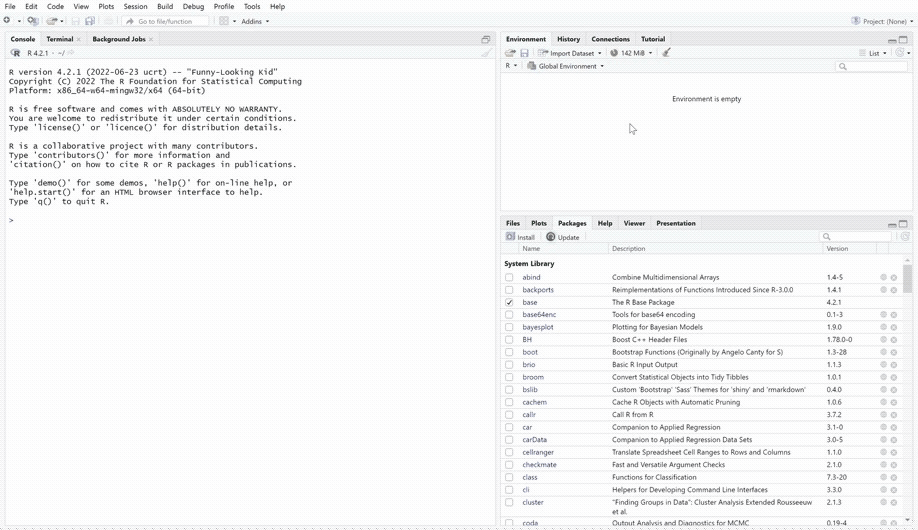 File Edit Code View Plots Session Build Debug Profile Tools Help
Go to file/function Addins Project: (None)
Console Terminal Background Jobs
R 4.2.1 · ~/
R version 4.2.1 (2022-06-23 ucrt) -- "Funny-Looking Kid"
Copyright (C) 2022 The R Foundation for Statistical Computing
Platform: x86_64-w64-mingw32/x64 (64-bit)
R is free software and comes with ABSOLUTELY NO WARRANTY.
You are welcome to redistribute it under certain conditions.
Type 'license()' or 'licence()' for distribution details.
R is a collaborative project with many contributors.
Type 'contributors()' for more information and
'citation()' on how to cite R or R packages in publications.
Type 'demo()' for some demos, 'help()' for on-line help, or
'help.start()' for an HTML browser interface to help.
Type 'q()' to quit R.
>
Environment History Connections Tutorial
Import Dataset 142 MiB List
R Global Environment
Environment is empty
Files Plots Packages Help Viewer Presentation
Install Update
Name Description Version
System Library
abind Combine Multidimensional Arrays 1.4-5
backports Reimplementations of Functions Introduced Since R-3.0.0 1.4.1
base The R Base Package 4.2.1
base64enc Tools for base64 encoding 0.1-3
bayesplot Plotting for Bayesian Models 1.9.0
BH Boost C++ Header Files 1.78.0-0
boot Bootstrap Functions (Originally by Angelo Canty for S) 1.3-28
brio Basic R Input Output 1.1.3
broom Convert Statistical Objects into Tidy Tibbles 1.0.1
bslib Custom 'Bootstrap' 'Sass' Themes for 'shiny' and 'rmarkdown' 0.4.0
cachem Cache R Objects with Automatic Pruning 1.0.6
callr Call R from R 3.7.2
car Companion to Applied Regression 3.1-0
carData Companion to Applied Regression Data Sets 3.0-5
cellranger Translate Spreadsheet Cell Ranges to Rows and Columns 1.1.0
checkmate Fast and Versatile Argument Checks 2.1.0
class Functions for Classification 7.3-20
cli Helpers for Developing Command Line Interfaces 3.3.0
cluster "Finding Groups in Data": Cluster Analysis Extended Rousseeuw 2.1.3
et al.
coda Output Analysis and Diagnostics for MCMC 0.19-4